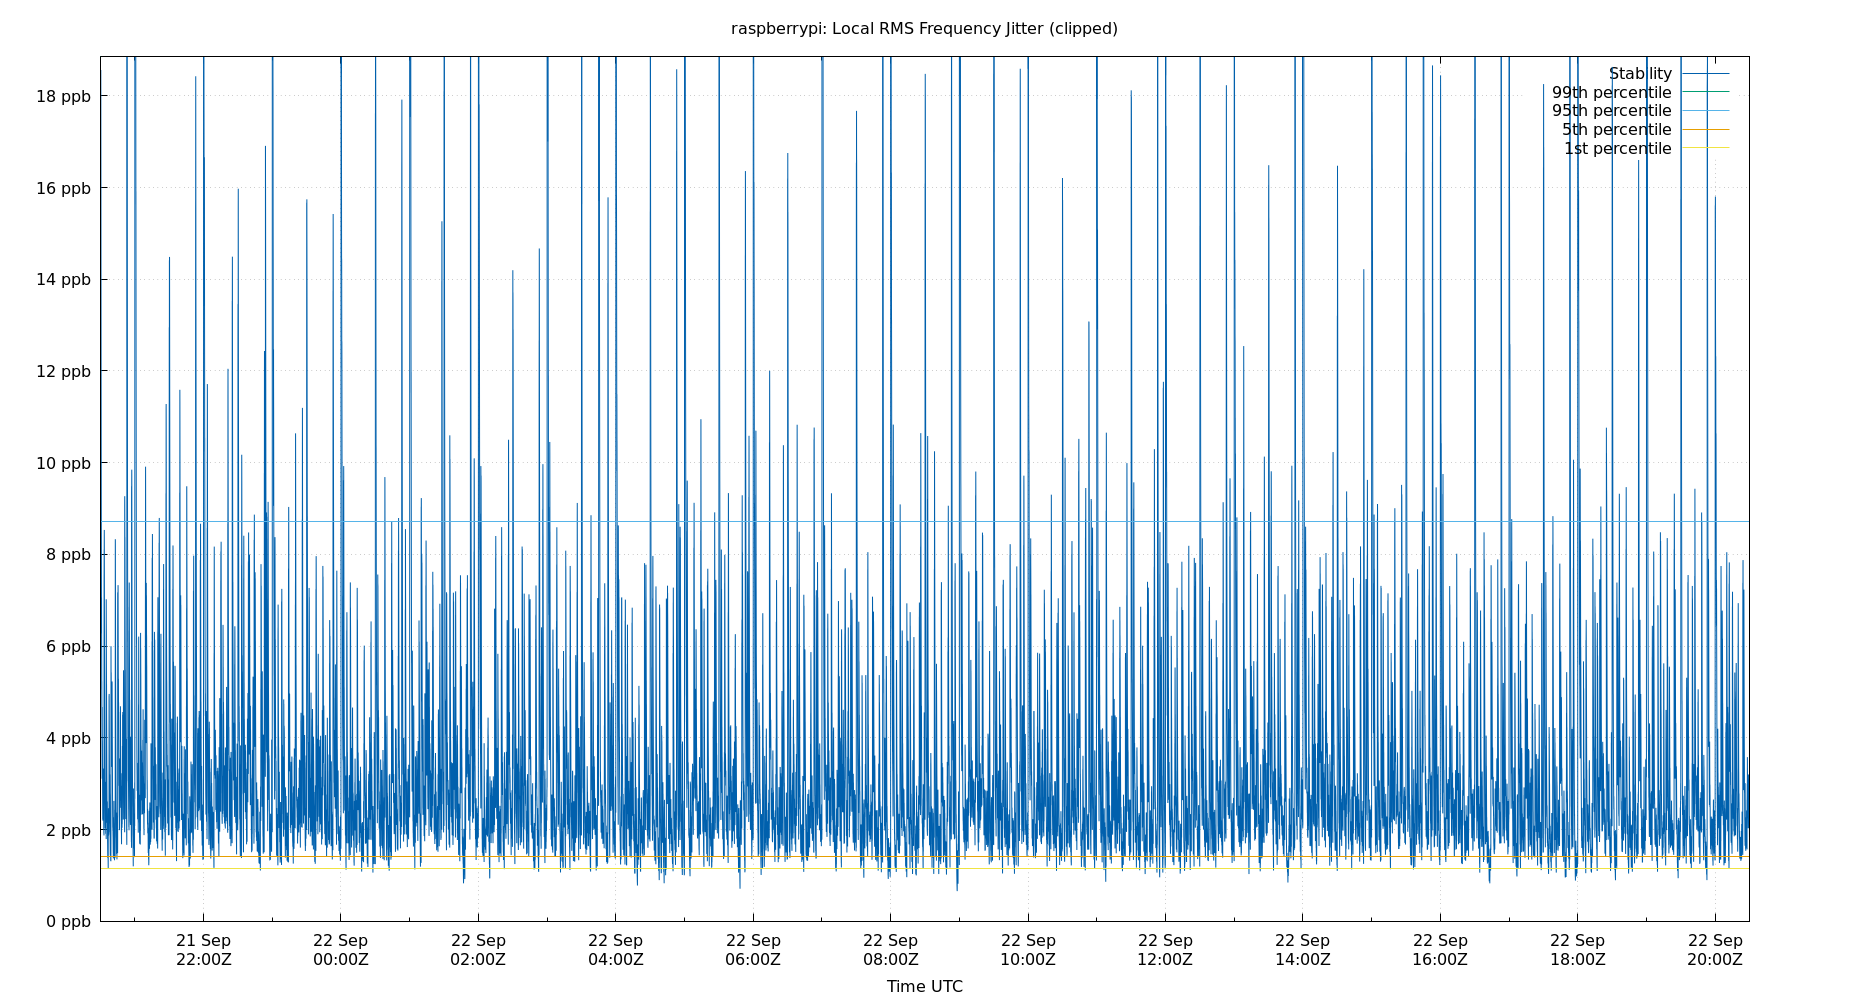 raspberrypi: Local RMS Frequency Jitter (clipped)
Stability
99th percentile
95th percentile
5th percentile
1st percentile
18 ppb
16 ppb
14 ppb
12 ppb
10 ppb
8 ppb
6 ppb
4 ppb
2 ppb
0 ppb
21 Sep 22 Sep 22 Sep 22 Sep 22 Sep 22 Sep 22 Sep 22 Sep 22 Sep 22 Sep 22 Sep 22 Sep
22:00Z 00:00Z 02:00Z 04:00Z 06:00Z 08:00Z 10:00Z 12:00Z 14:00Z 16:00Z 18:00Z 20:00Z
Time UTC